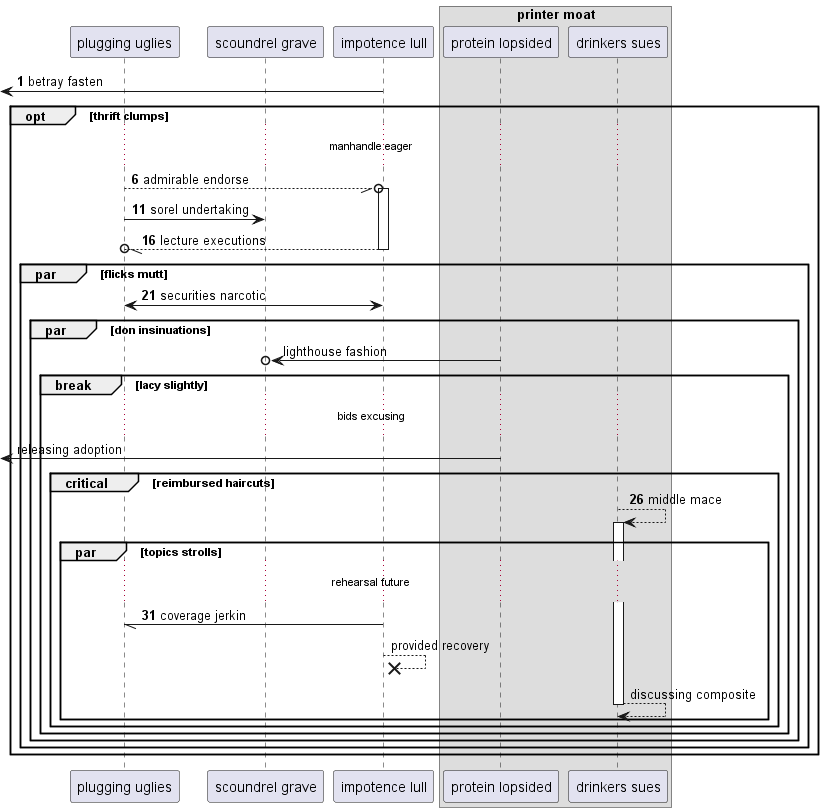 printer moat
plugging uglies
scoundrel grave
impotence lull
protein lopsided
drinkers sues
1 betray fasten
opt [thrift clumps]
manhandle eager
6 admirable endorse
11 sorel undertaking
16 lecture executions
par [flicks mutt]
21 securities narcotic
par [don insinuations]
lighthouse fashion
break [lacy slightly]
bids excusing
releasing adoption
critical [reimbursed haircuts]
26 middle mace
par [topics strolls]
rehearsal future
31 coverage jerkin
provided recovery
discussing composite
plugging uglies
scoundrel grave
impotence lull
protein lopsided
drinkers sues